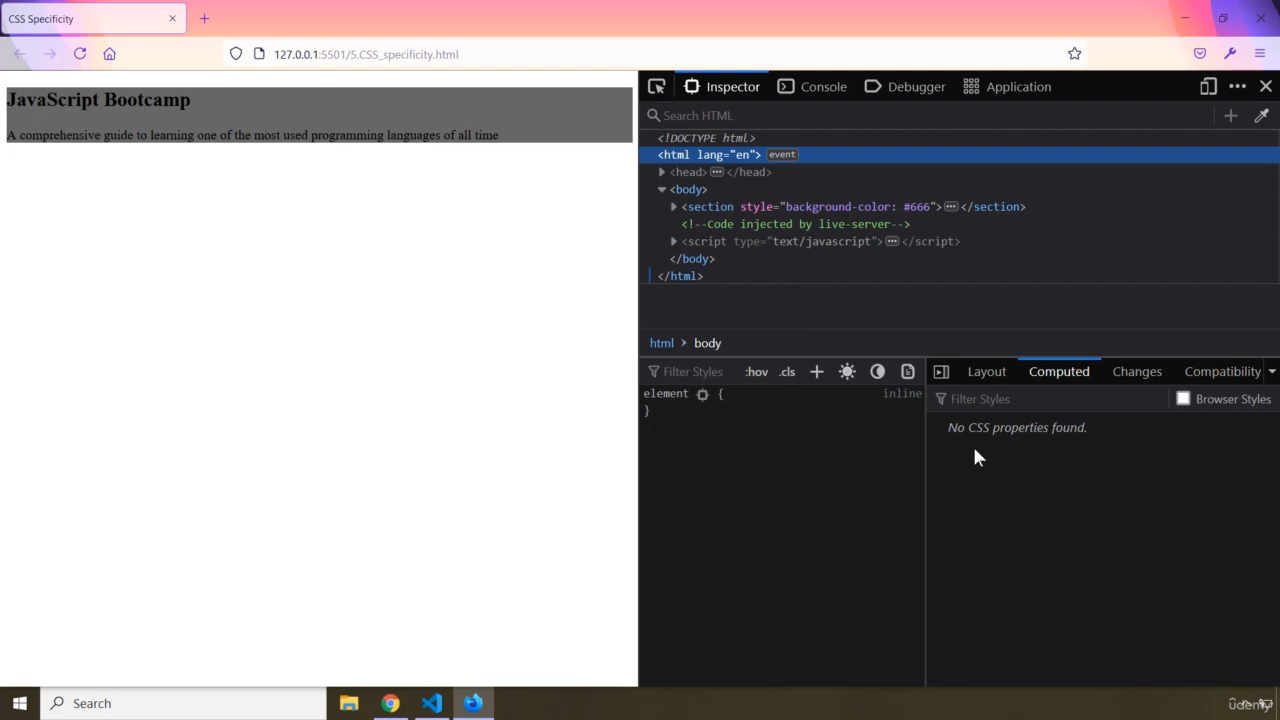 CSS Specificity
127.0.0.1:5501/5.CSS_specificity.html
JavaScript Bootcamp
A comprehensive guide to learning one of the most used programming languages of all time
Inspector
Console
Debugger
Application
Search HTML
<!DOCTYPE html>
<html lang="en"> event
<head> ••• </head>
<body>
<section style="background-color: #666"> ••• </section>
<!--Code injected by live-server-->
<script type="text/javascript"> ••• </script>
</body>
</html>
html > body
Filter Styles
:hov .cls
element { inline
}
Layout
Computed
Changes
Compatibility
Filter Styles
Browser Styles
No CSS properties found.
Search
udemy